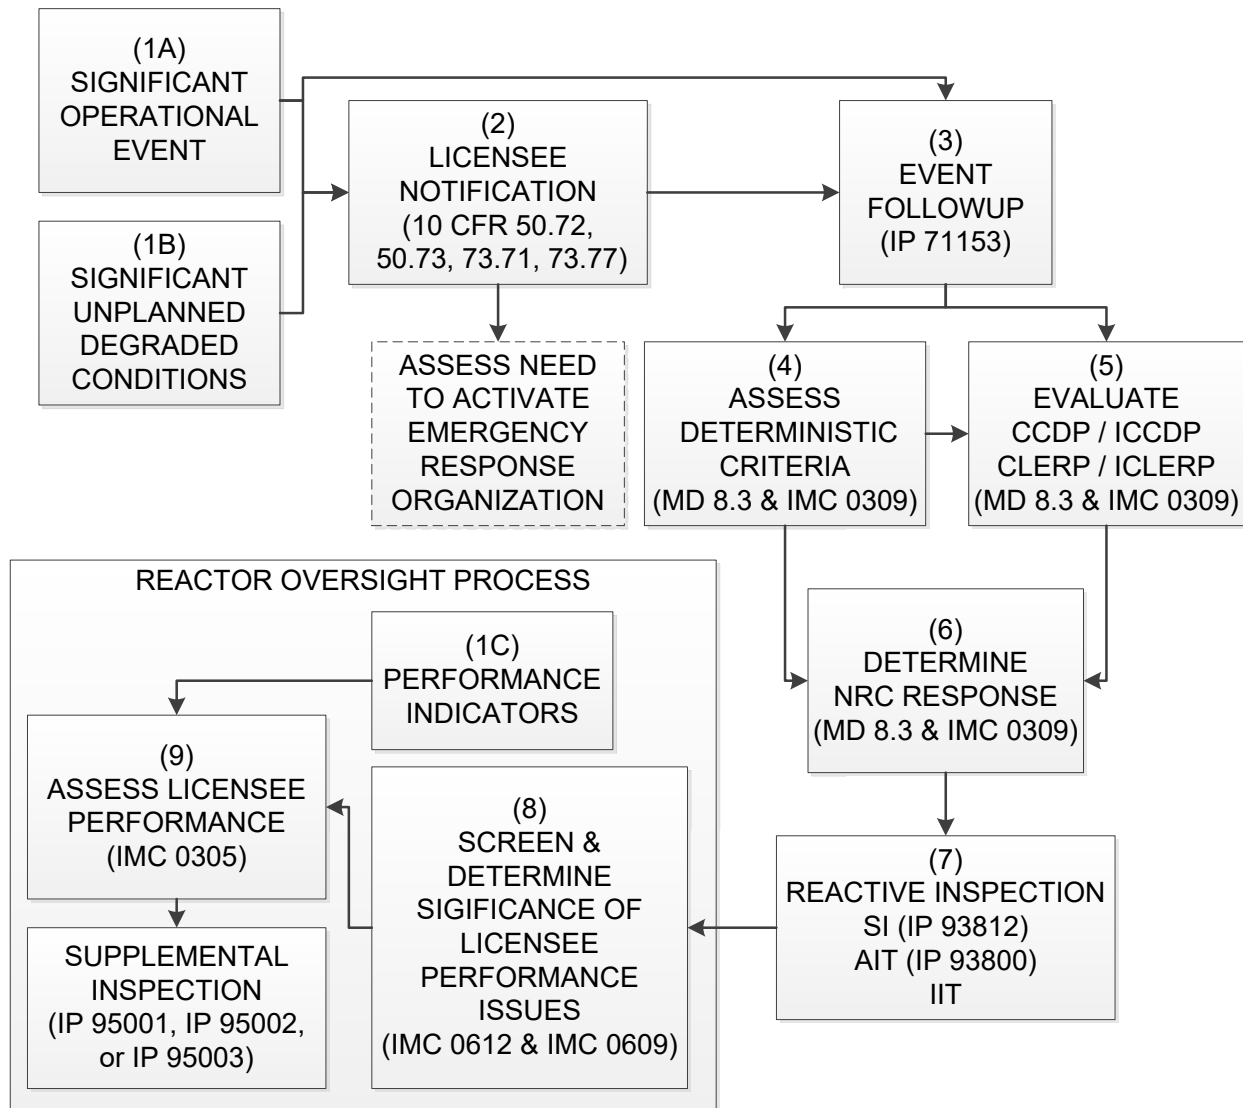 (1A)
SIGNIFICANT
OPERATIONAL
EVENT
(1B)
SIGNIFICANT
UNPLANNED
DEGRADED
CONDITIONS
(2)
LICENSEE
NOTIFICATION
(10 CFR 50.72,
50.73, 73.71, 73.77)
ASSESS NEED
TO ACTIVATE
EMERGENCY
RESPONSE
ORGANIZATION
(3)
EVENT
FOLLOWUP
(IP 71153)
(4)
ASSESS
DETERMINISTIC
CRITERIA
(MD 8.3 & IMC 0309)
(5)
EVALUATE
CCDP / ICCDP
CLERP / ICLERP
(MD 8.3 & IMC 0309)
(6)
DETERMINE
NRC RESPONSE
(MD 8.3 & IMC 0309)
(7)
REACTIVE INSPECTION
SI (IP 93812)
AIT (IP 93800)
IIT
REACTOR OVERSIGHT PROCESS
(1C)
PERFORMANCE
INDICATORS
(8)
SCREEN &
DETERMINE
SIGIFICANCE OF
LICENSEE
PERFORMANCE
ISSUES
(IMC 0612 & IMC 0609)
(9)
ASSESS LICENSEE
PERFORMANCE
(IMC 0305)
SUPPLEMENTAL
INSPECTION
(IP 95001, IP 95002,
or IP 95003)